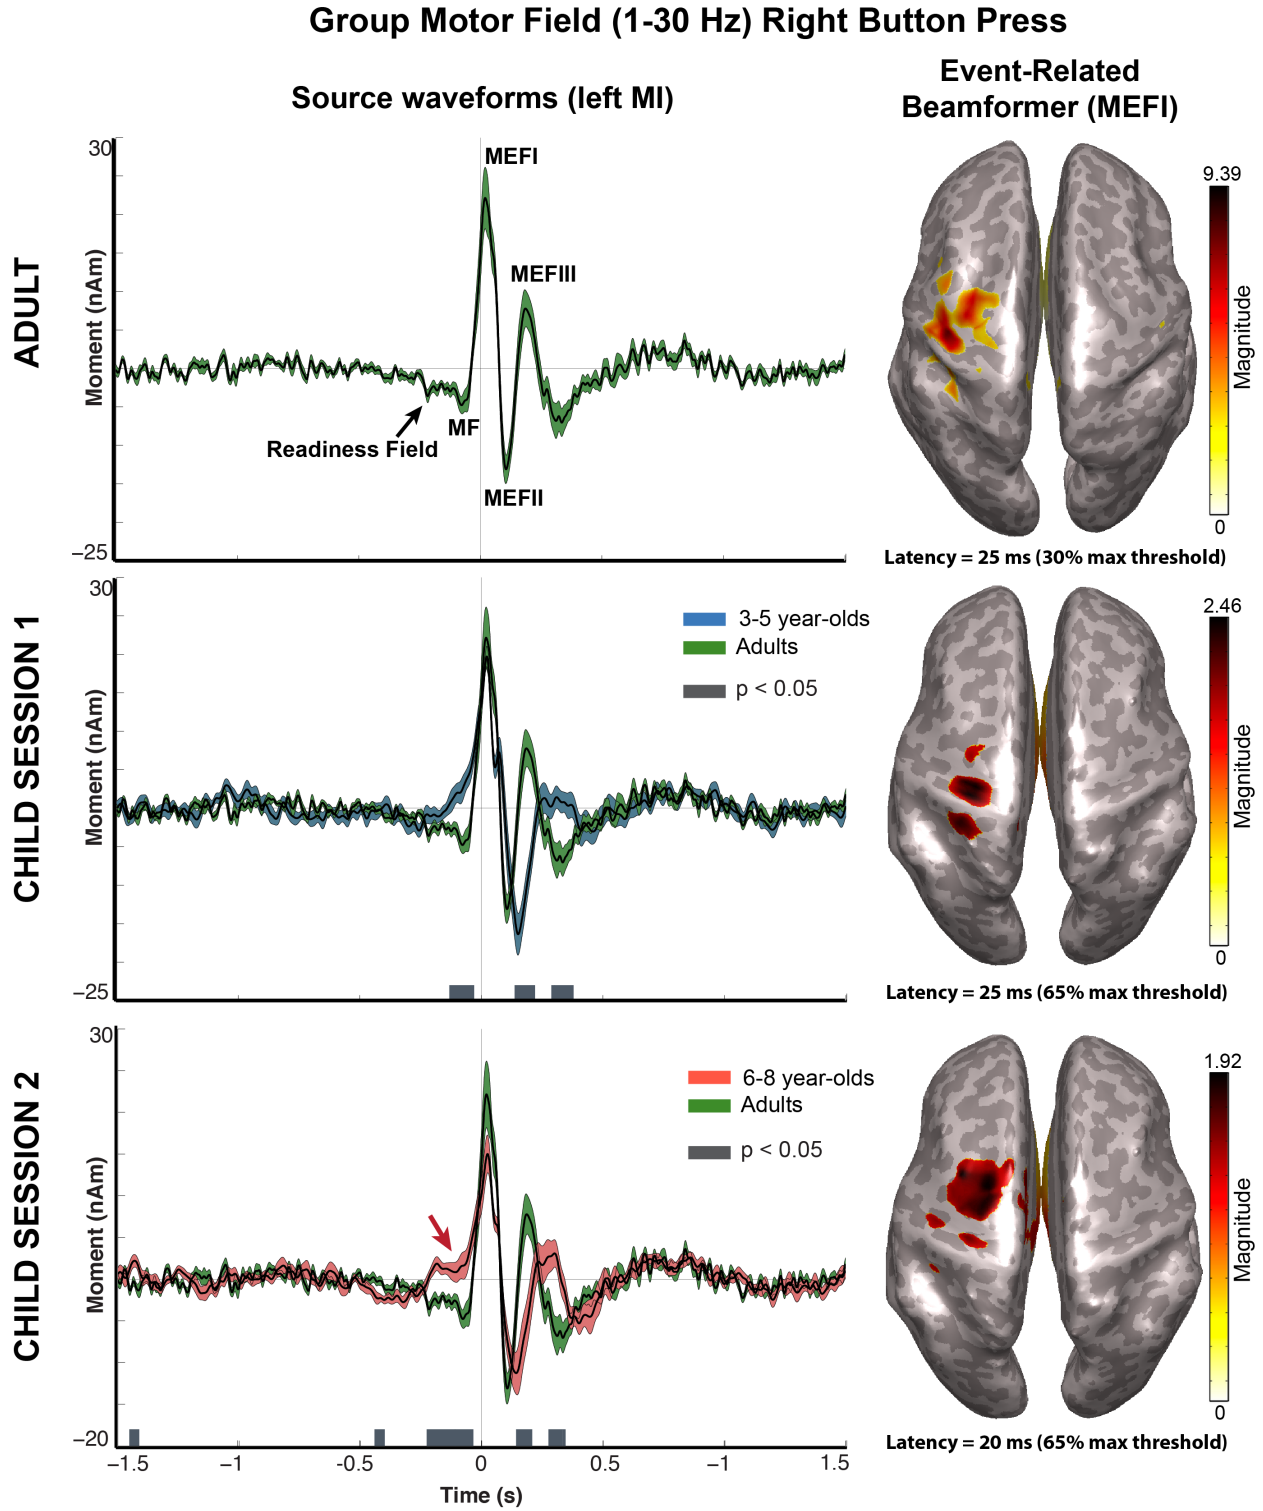 Group Motor Field (1-30 Hz) Right Button Press
Source waveforms (left MI)
Event-Related
Beamformer (MEFI)
ADULT
Moment (nAm)
30
−25
MEFI
MEFIII
MF
Readiness Field
MEFII
9.39
Magnitude
0
Latency = 25 ms (30% max threshold)
CHILD SESSION 1
Moment (nAm)
30
−25
3-5 year-olds
Adults
p < 0.05
2.46
Magnitude
0
Latency = 25 ms (65% max threshold)
CHILD SESSION 2
Moment (nAm)
30
−20
6-8 year-olds
Adults
p < 0.05
1.92
Magnitude
0
Latency = 20 ms (65% max threshold)
−1.5 −1 -0.5 0 0.5 −1 1.5
Time (s)